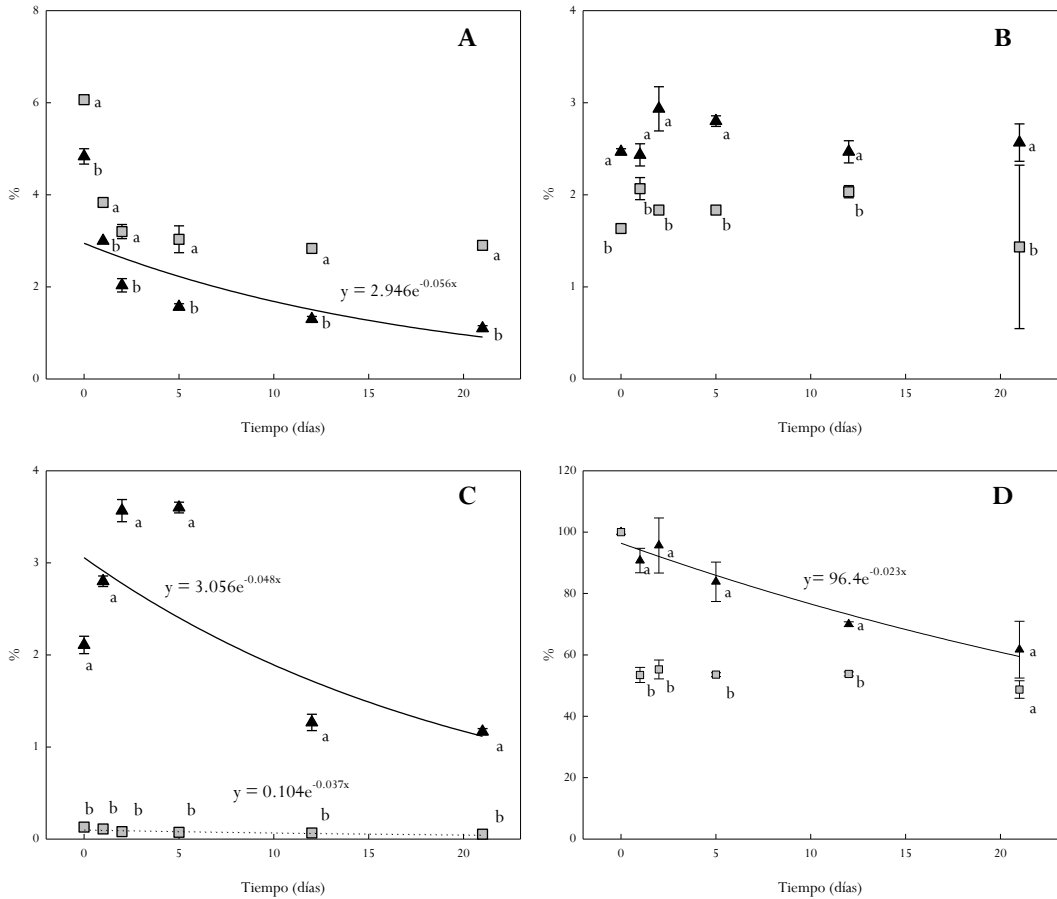 A
8
6
4
2
0
%
a
b
a
b
a
b
a
b
a
b
a
b
y = 2.946e^-0.056x
0 5 10 15 20
Tiempo (días)
B
4
3
2
1
0
%
a
b
a
b
a
b
a
b
a
b
a
b
0 5 10 15 20
Tiempo (días)
C
4
3
2
1
0
%
a
a
a
a
a
a
y = 3.056e^-0.048x
y = 0.104e^-0.037x
b b b b b b
0 5 10 15 20
Tiempo (días)
D
120
100
80
60
40
20
0
%
a
a
a
a
a
y = 96.4e^-0.023x
b
b
b
b
a
0 5 10 15 20
Tiempo (días)